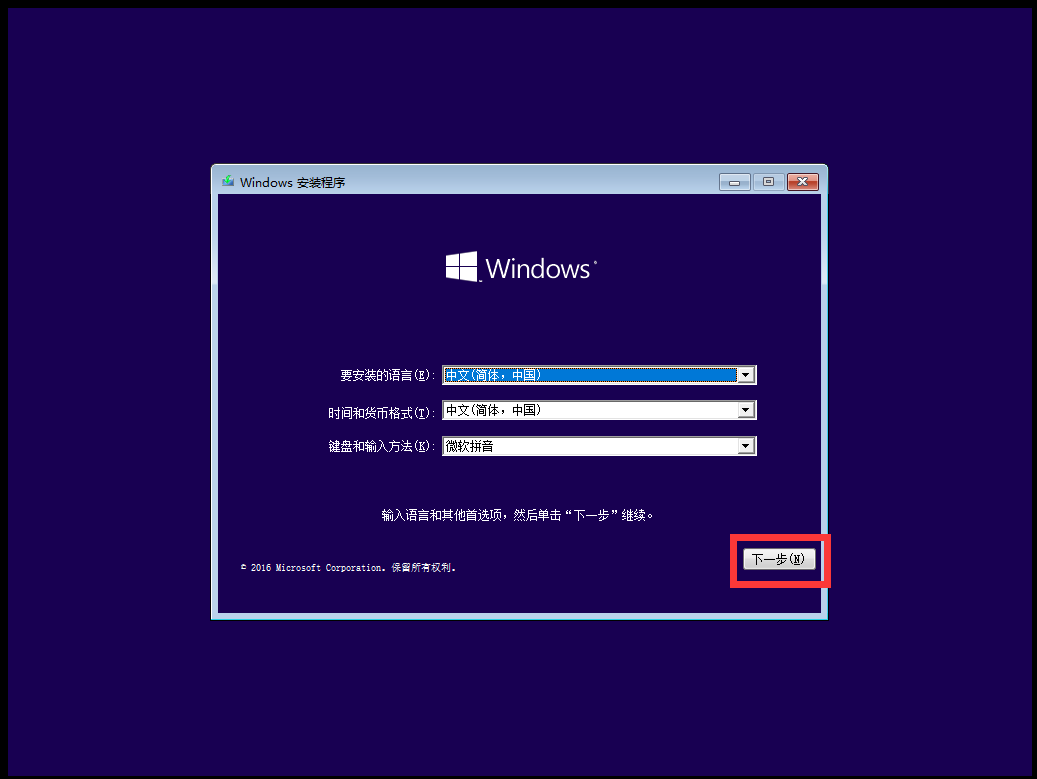 Windows 安装程序
Windows
要安装的语言(E): 中文(简体，中国)
时间和货币格式(T): 中文(简体，中国)
键盘和输入方法(K): 微软拼音
输入语言和其他首选项，然后单击“下一步”继续。
下一步(N)
© 2016 Microsoft Corporation. 保留所有权利.